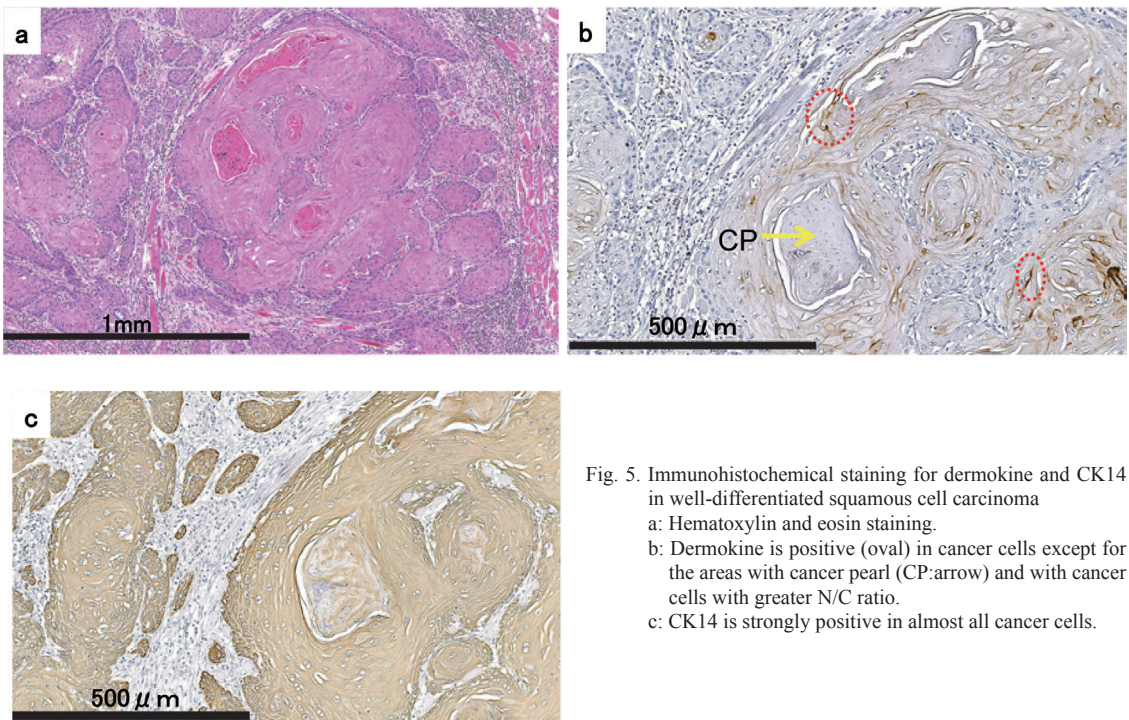 a
1mm
b
CP
500 μm
c
500 μm
Fig. 5. Immunohistochemical staining for dermokine and CK14
in well-differentiated squamous cell carcinoma
a: Hematoxylin and eosin staining.
b: Dermokine is positive (oval) in cancer cells except for
the areas with cancer pearl (CP:arrow) and with cancer
cells with greater N/C ratio.
c: CK14 is strongly positive in almost all cancer cells.